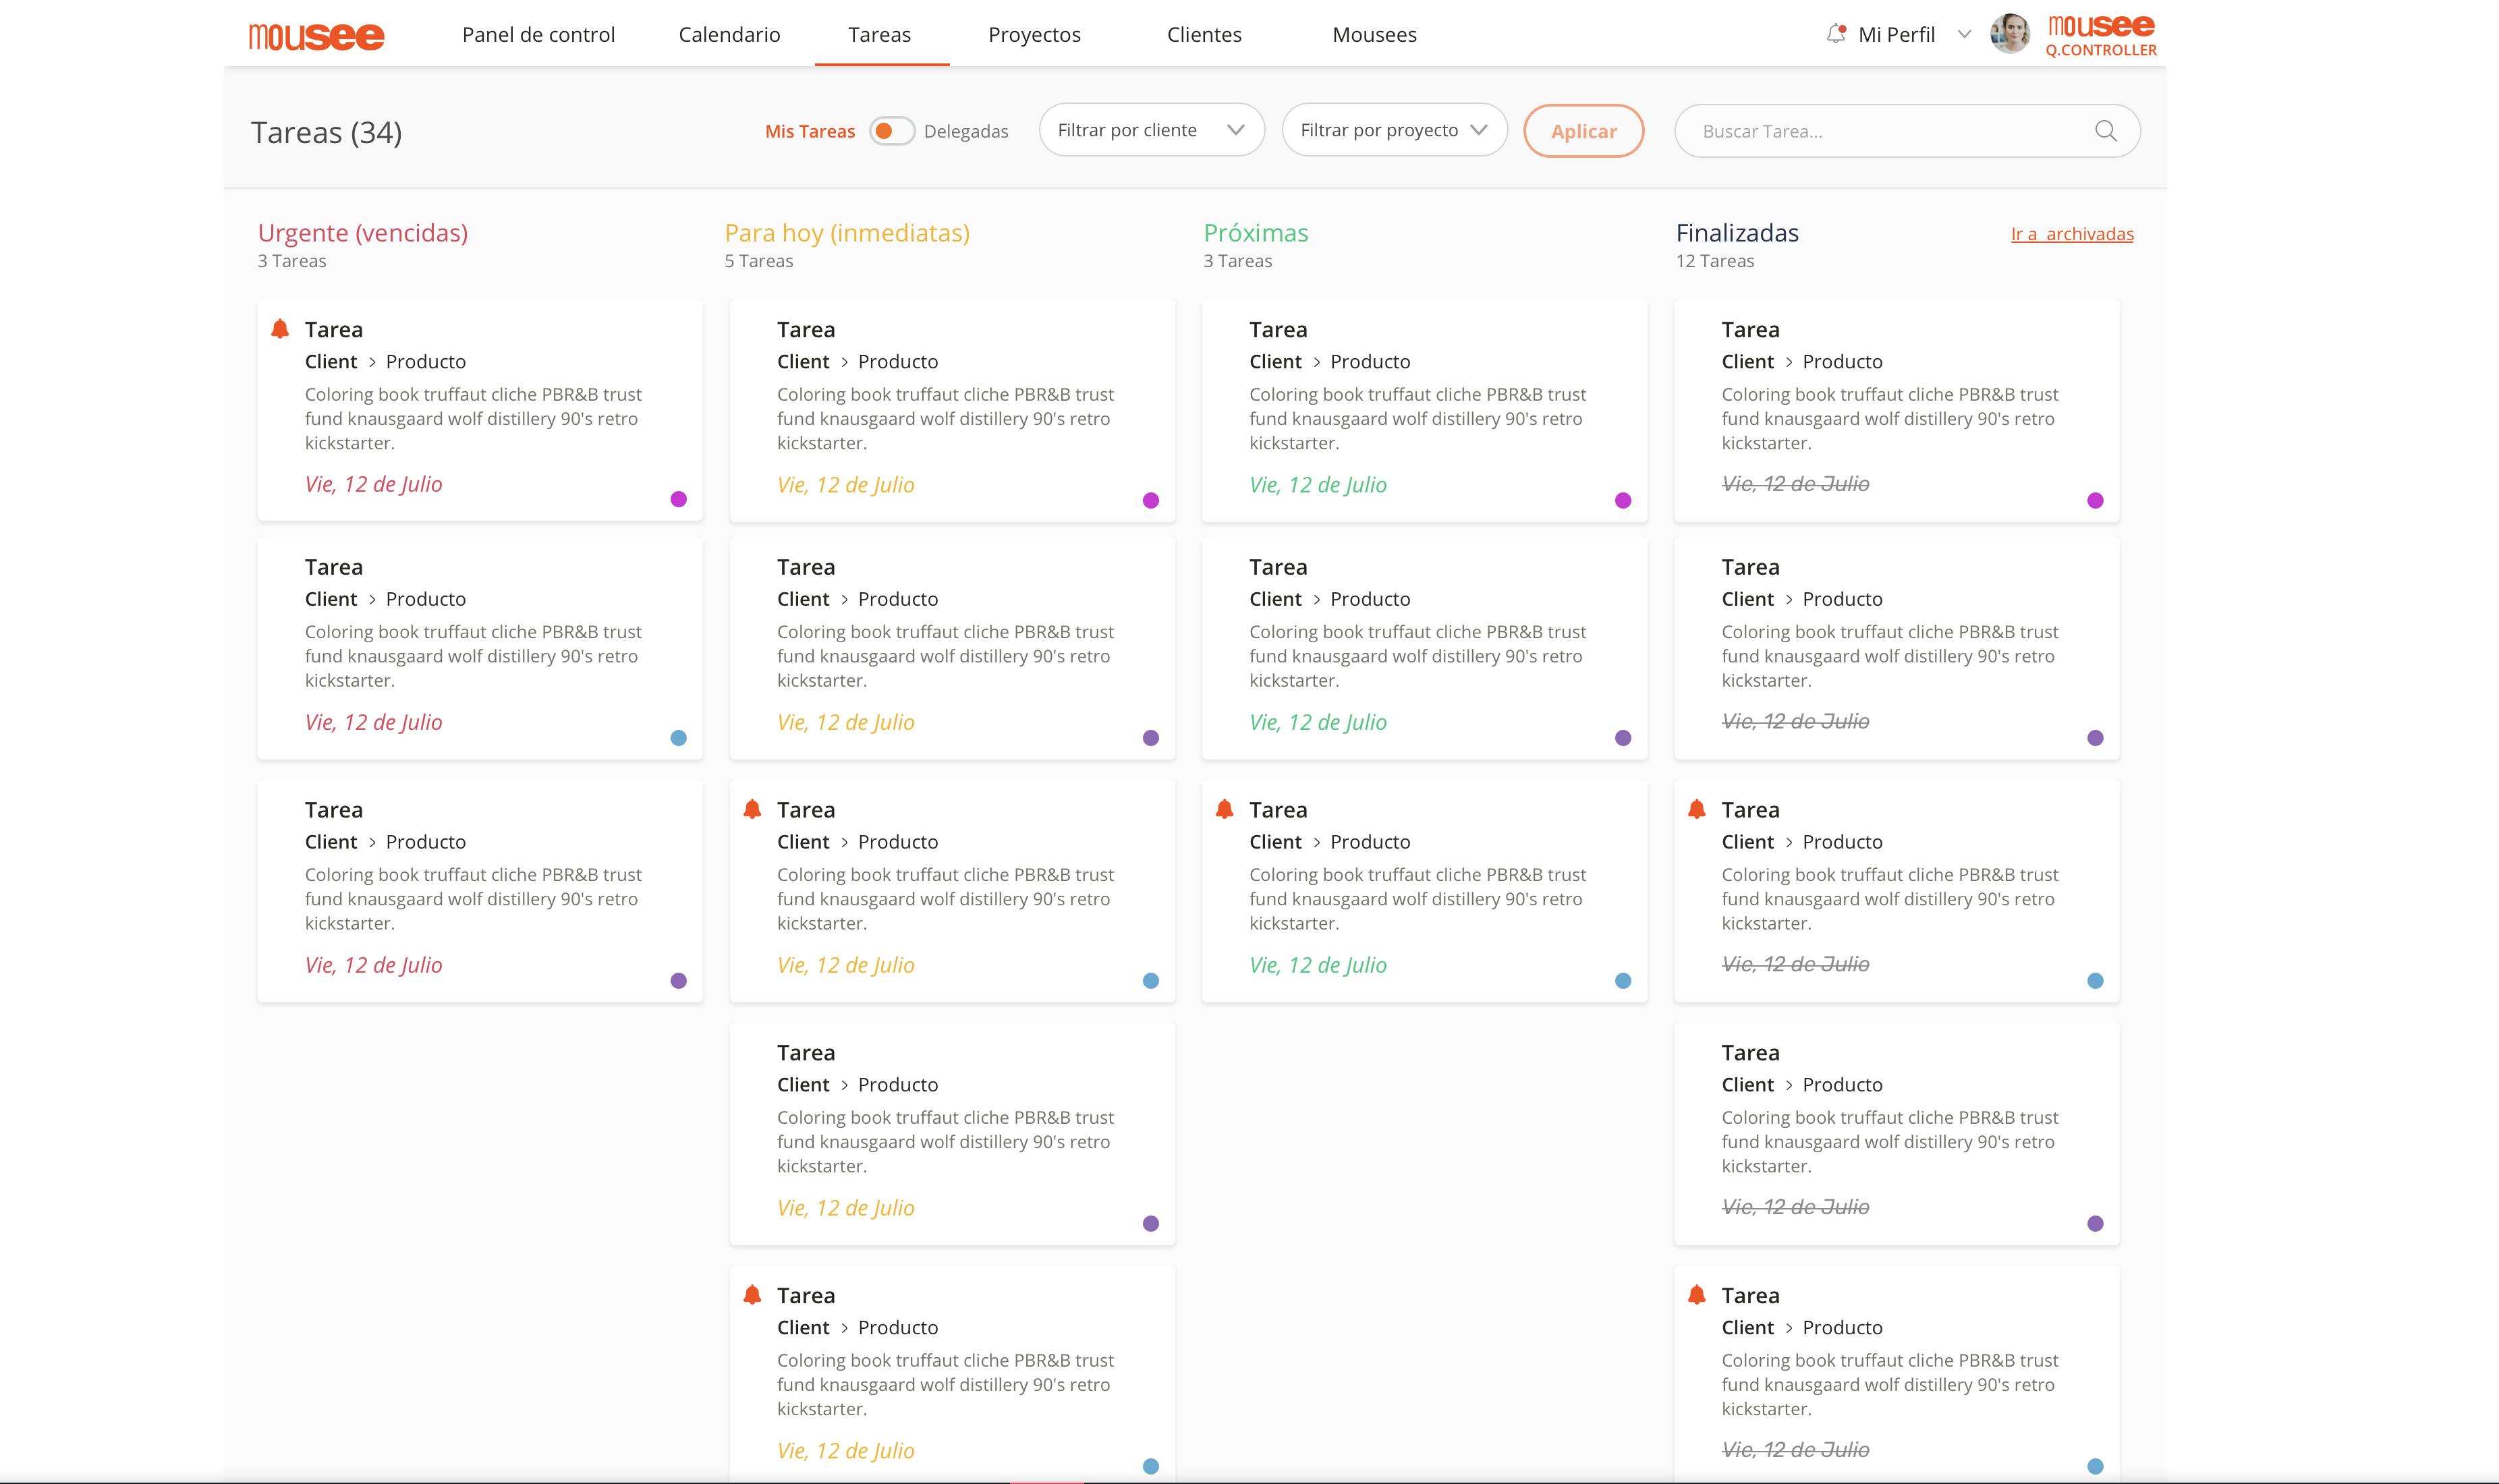 mousee
Panel de control
Calendario
Tareas
Proyectos
Clientes
Mousees
Mi Perfil
mousee
Q.CONTROLLER
Tareas (34)
Mis Tareas
Delegadas
Filtrar por cliente
Filtrar por proyecto
Aplicar
Buscar Tarea...
Urgente (vencidas)
3 Tareas
Tarea
Client > Producto
Coloring book truffaut cliche PBR&B trust
fund knausgaard wolf distillery 90's retro
kickstarter.
Vie, 12 de Julio
Tarea
Client > Producto
Coloring book truffaut cliche PBR&B trust
fund knausgaard wolf distillery 90's retro
kickstarter.
Vie, 12 de Julio
Tarea
Client > Producto
Coloring book truffaut cliche PBR&B trust
fund knausgaard wolf distillery 90's retro
kickstarter.
Vie, 12 de Julio
Para hoy (inmediatas)
5 Tareas
Tarea
Client > Producto
Coloring book truffaut cliche PBR&B trust
fund knausgaard wolf distillery 90's retro
kickstarter.
Vie, 12 de Julio
Tarea
Client > Producto
Coloring book truffaut cliche PBR&B trust
fund knausgaard wolf distillery 90's retro
kickstarter.
Vie, 12 de Julio
Tarea
Client > Producto
Coloring book truffaut cliche PBR&B trust
fund knausgaard wolf distillery 90's retro
kickstarter.
Vie, 12 de Julio
Tarea
Client > Producto
Coloring book truffaut cliche PBR&B trust
fund knausgaard wolf distillery 90's retro
kickstarter.
Vie, 12 de Julio
Tarea
Client > Producto
Coloring book truffaut cliche PBR&B trust
fund knausgaard wolf distillery 90's retro
kickstarter.
Vie, 12 de Julio
Próximas
3 Tareas
Tarea
Client > Producto
Coloring book truffaut cliche PBR&B trust
fund knausgaard wolf distillery 90's retro
kickstarter.
Vie, 12 de Julio
Tarea
Client > Producto
Coloring book truffaut cliche PBR&B trust
fund knausgaard wolf distillery 90's retro
kickstarter.
Vie, 12 de Julio
Tarea
Client > Producto
Coloring book truffaut cliche PBR&B trust
fund knausgaard wolf distillery 90's retro
kickstarter.
Vie, 12 de Julio
Finalizadas
Ir a archivadas
12 Tareas
Tarea
Client > Producto
Coloring book truffaut cliche PBR&B trust
fund knausgaard wolf distillery 90's retro
kickstarter.
Vie, 12 de Julio
Tarea
Client > Producto
Coloring book truffaut cliche PBR&B trust
fund knausgaard wolf distillery 90's retro
kickstarter.
Vie, 12 de Julio
Tarea
Client > Producto
Coloring book truffaut cliche PBR&B trust
fund knausgaard wolf distillery 90's retro
kickstarter.
Vie, 12 de Julio
Tarea
Client > Producto
Coloring book truffaut cliche PBR&B trust
fund knausgaard wolf distillery 90's retro
kickstarter.
Vie, 12 de Julio
Tarea
Client > Producto
Coloring book truffaut cliche PBR&B trust
fund knausgaard wolf distillery 90's retro
kickstarter.
Vie, 12 de Julio